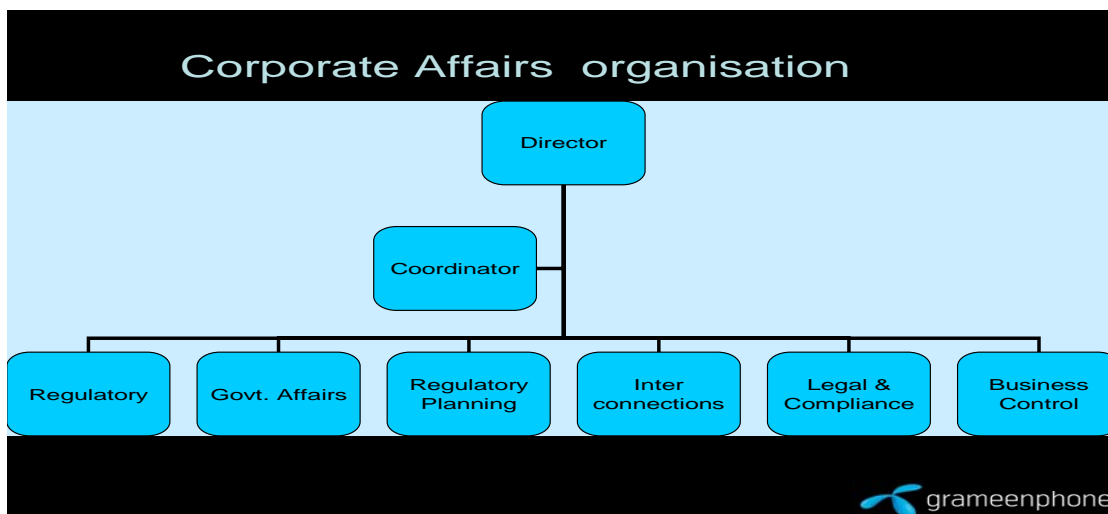 Corporate Affairs organisation
Director
Coordinator
Regulatory
Govt. Affairs
Regulatory
Planning
Inter
connections
Legal &
Compliance
Business
Control
grameenphone